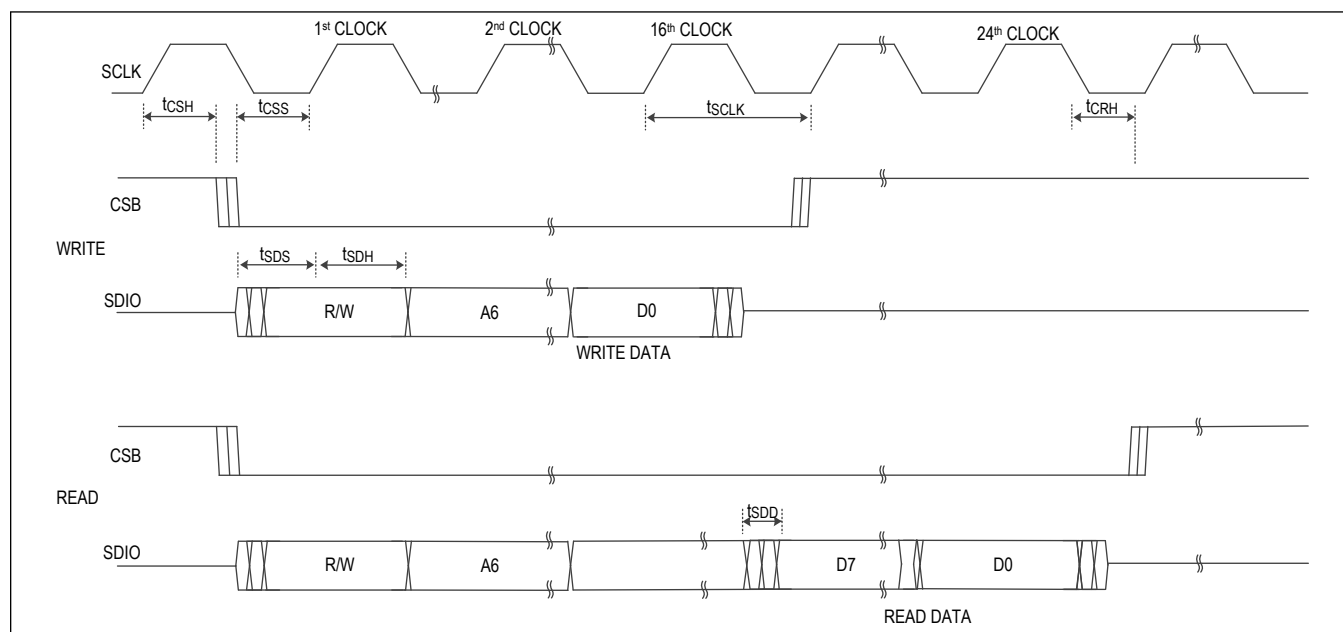 1st CLOCK 2nd CLOCK 16th CLOCK 24th CLOCK
SCLK
tCSH tCSS tSCLK tCRH
CSB
WRITE
tSDS tSDH
SDIO R/W A6 D0
WRITE DATA
CSB
READ
tSDD
SDIO R/W A6 D7 D0
READ DATA